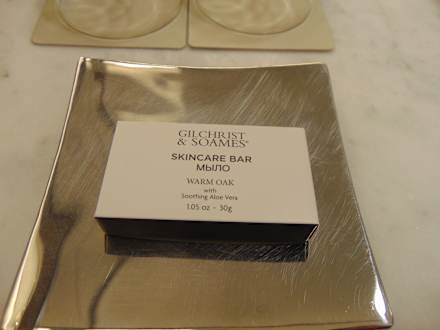 GILCHRIST
& SOAMES®
SKINCARE BAR
МЫЛО
WARM OAK
with
Soothing Aloe Vera
1.05 oz - 30g